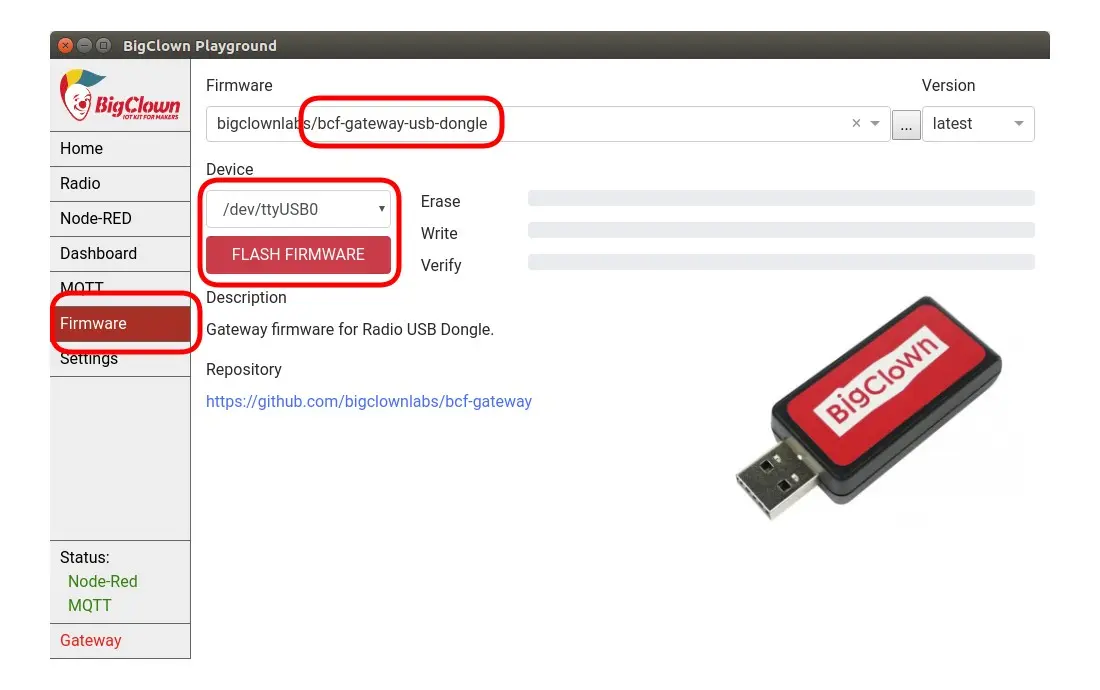 BigClown Playground
BigClown
IOT KIT FOR MAKERS
Home
Radio
Node-RED
Dashboard
MQTT
Firmware
Settings
Status:
Node-Red
MQTT
Gateway
Firmware
Version
bigclownlabs/bcf-gateway-usb-dongle
×
...
latest
Device
/dev/ttyUSB0
FLASH FIRMWARE
Erase
Write
Verify
Description
Gateway firmware for Radio USB Dongle.
Repository
https://github.com/bigclownlabs/bcf-gateway
BigCloWn